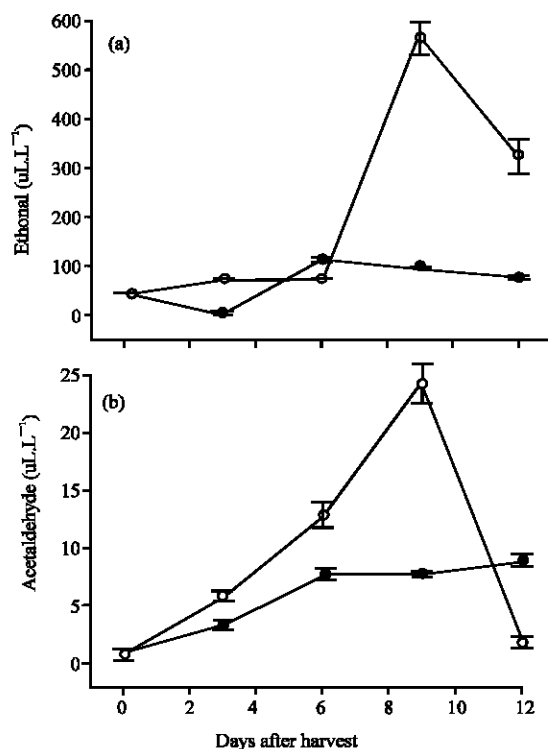 600
500
400
300
200
100
0
(a)
Ethonal (uL.L⁻¹)
25
20
15
10
5
0
(b)
Acetaldehyde (uL.L⁻¹)
0 2 4 6 8 10 12
Days after harvest